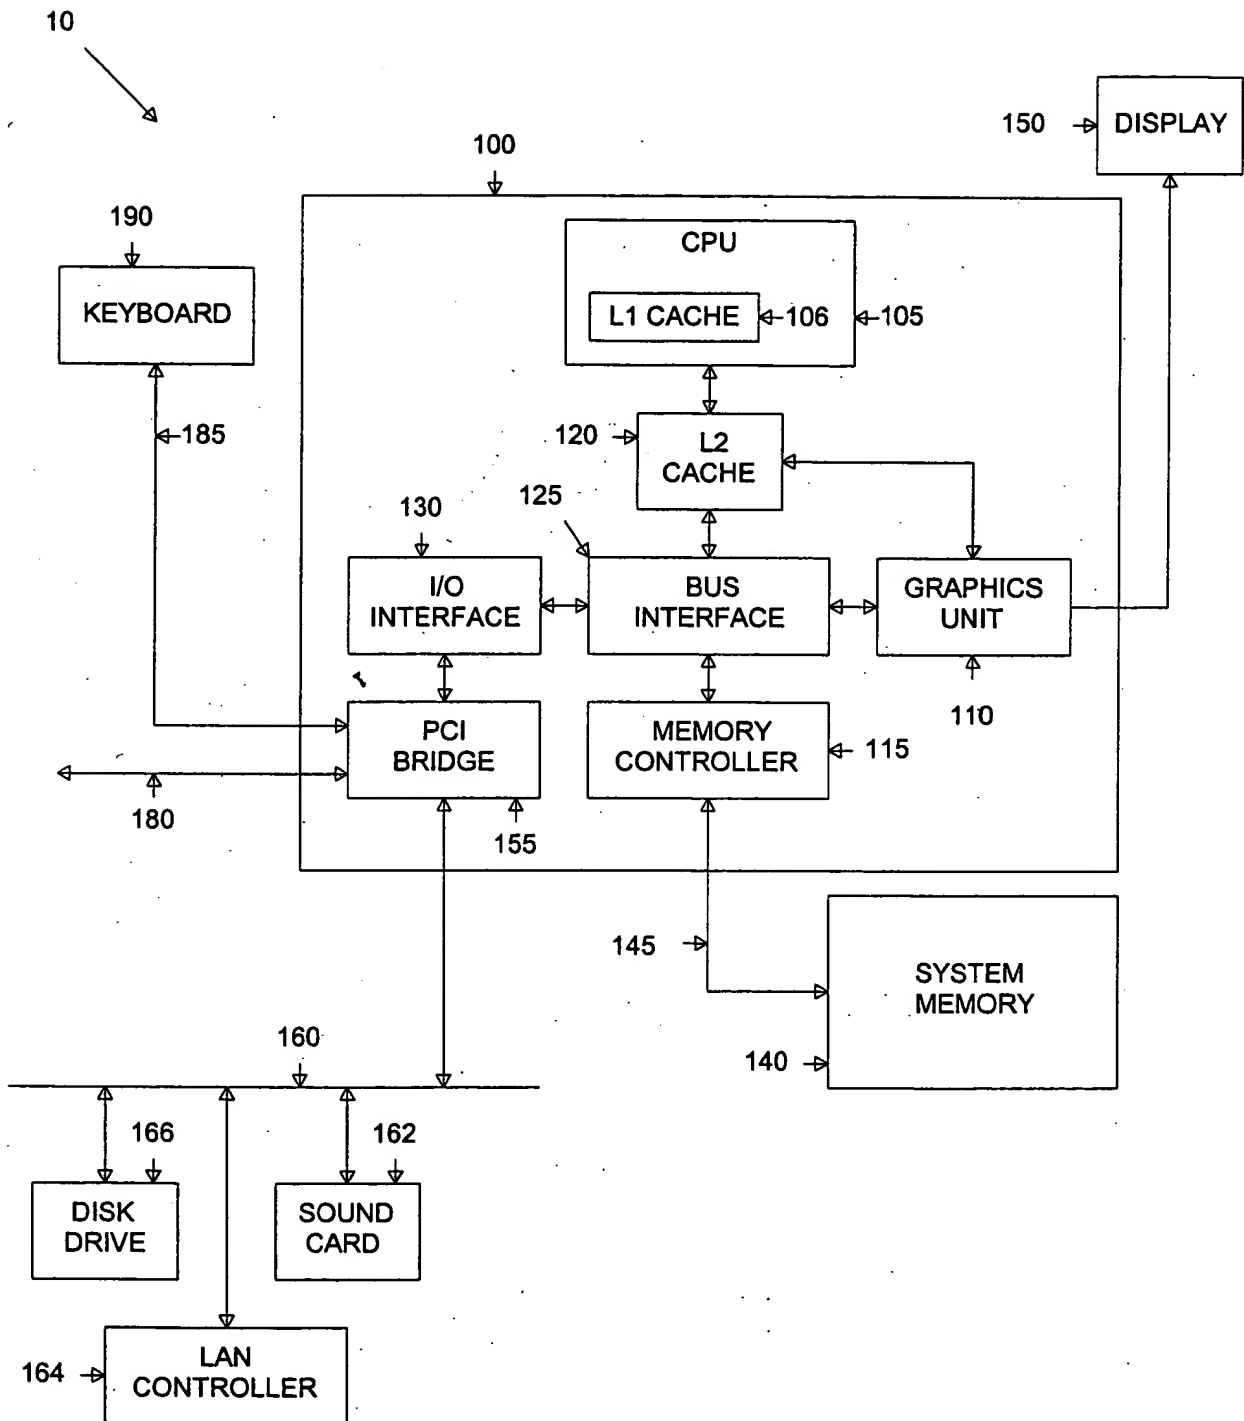 10
150
DISPLAY
100
190
CPU
KEYBOARD
L1 CACHE
106
105
185
120
L2
CACHE
125
130
I/O
INTERFACE
BUS
INTERFACE
GRAPHICS
UNIT
110
PCI
BRIDGE
MEMORY
CONTROLLER
115
180
155
145
SYSTEM
MEMORY
160
140
166
162
DISK
DRIVE
SOUND
CARD
164
LAN
CONTROLLER